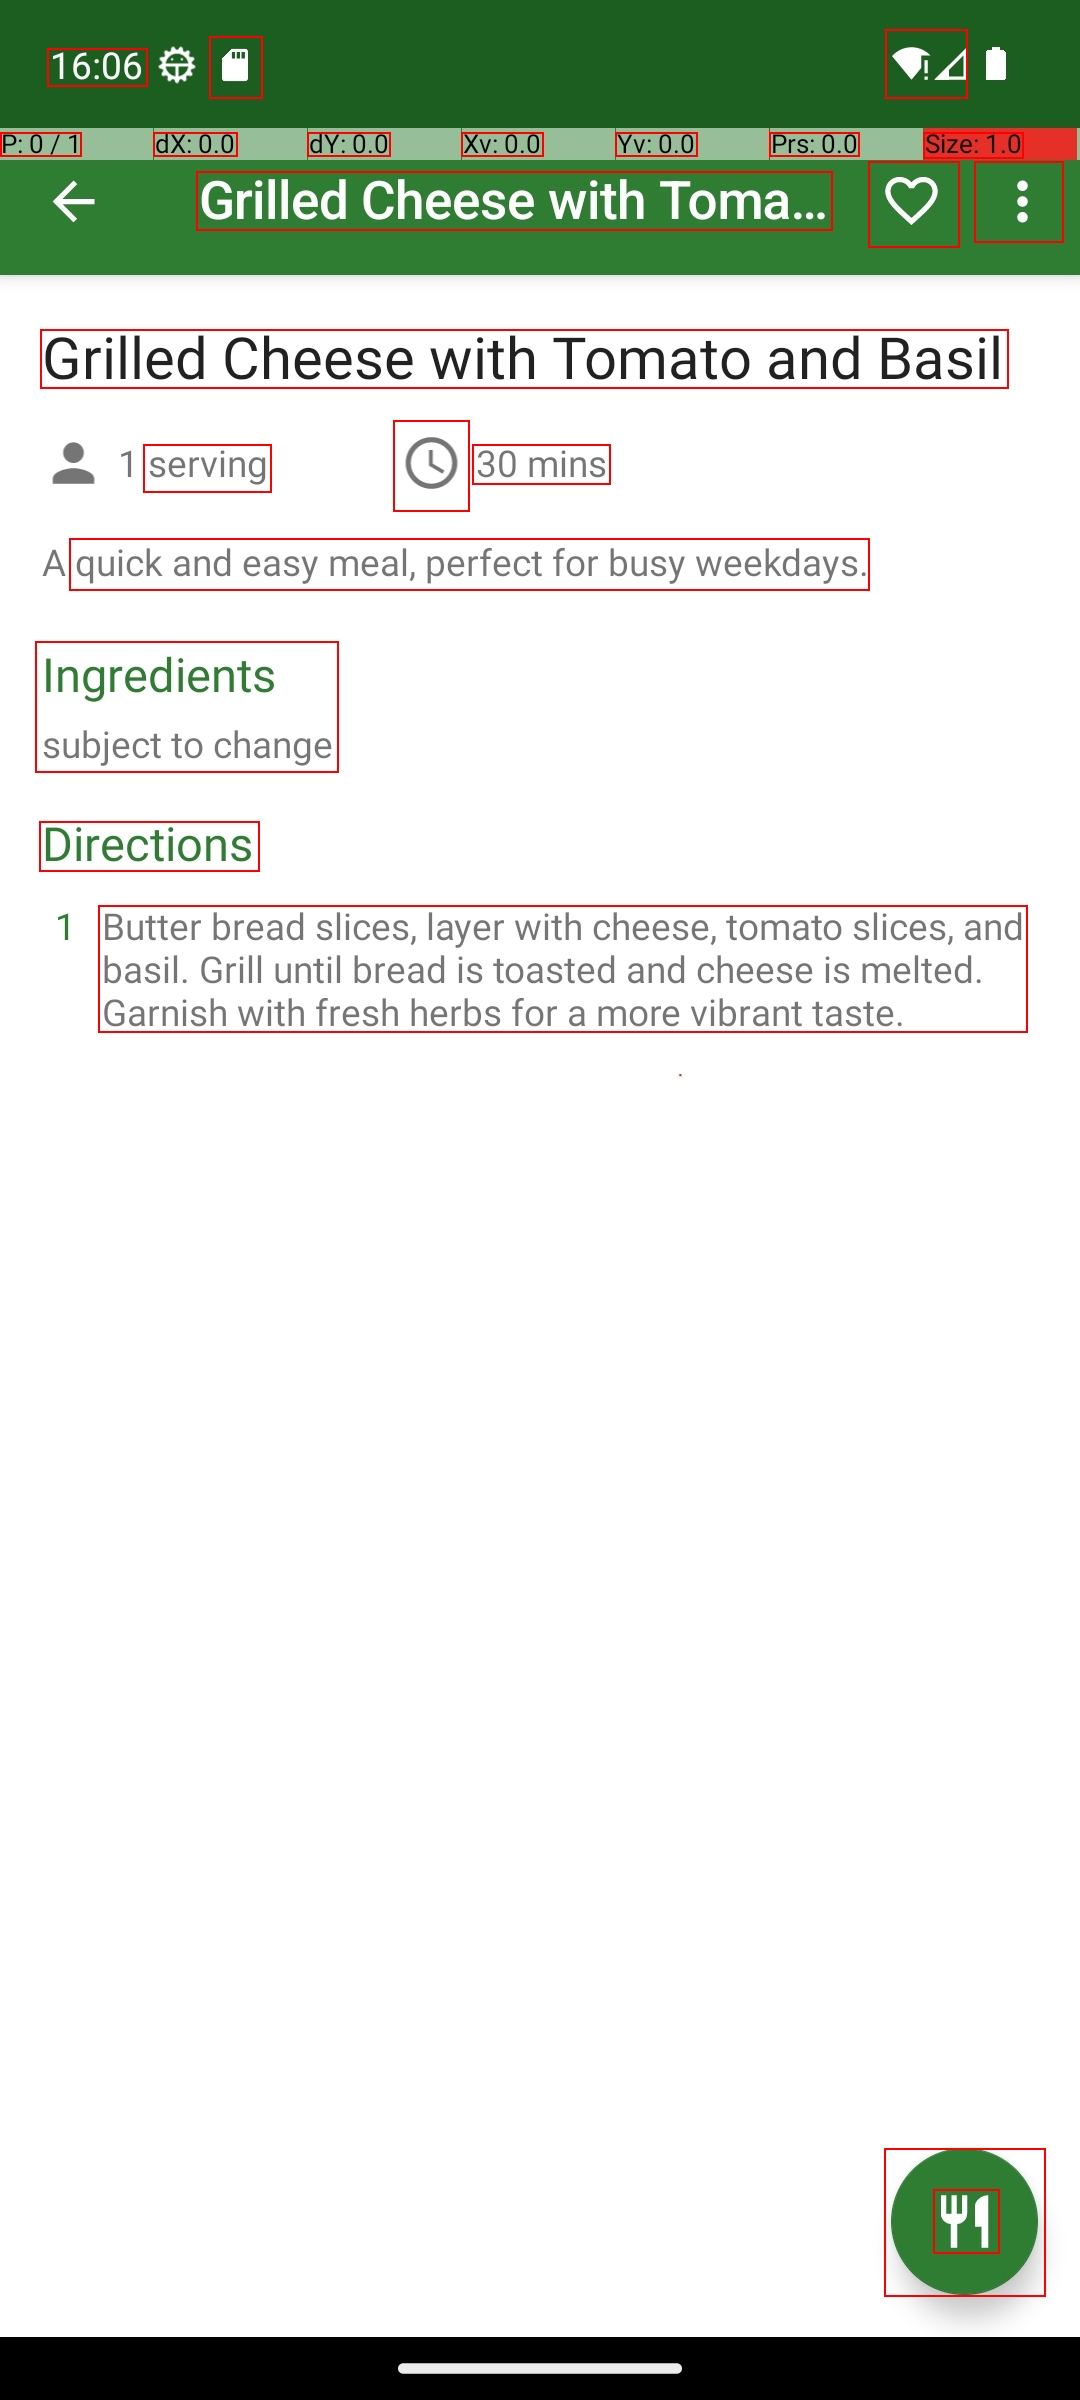 16:06
P: 0 / 1 dX: 0.0 dY: 0.0 Xv: 0.0 Yv: 0.0 Prs: 0.0 Size: 1.0
Grilled Cheese with Toma...
Grilled Cheese with Tomato and Basil
1 serving 30 mins
A quick and easy meal, perfect for busy weekdays.
Ingredients
subject to change
Directions
1 Butter bread slices, layer with cheese, tomato slices, and
basil. Grill until bread is toasted and cheese is melted.
Garnish with fresh herbs for a more vibrant taste.